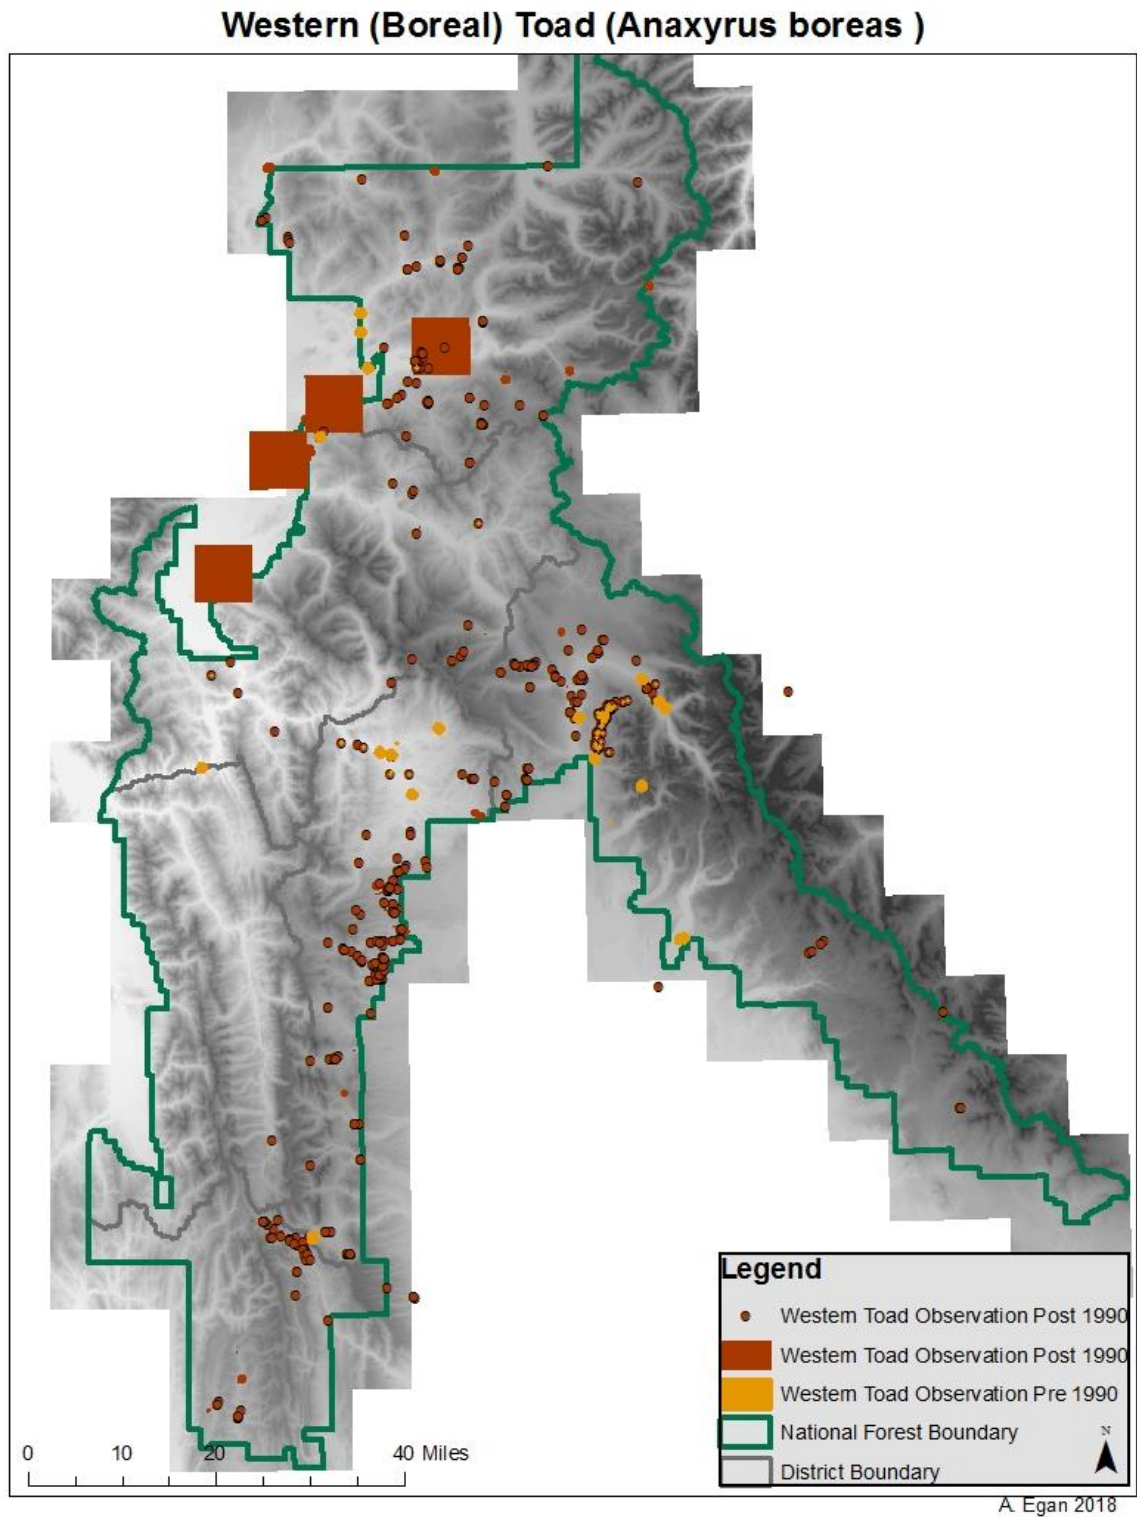 Western (Boreal) Toad (Anaxyrus boreas )
Legend
Western Toad Observation Post 1990
Western Toad Observation Post 1990
Western Toad Observation Pre 1990
National Forest Boundary
District Boundary
N
0 10 20 40 Miles
A. Egan 2018